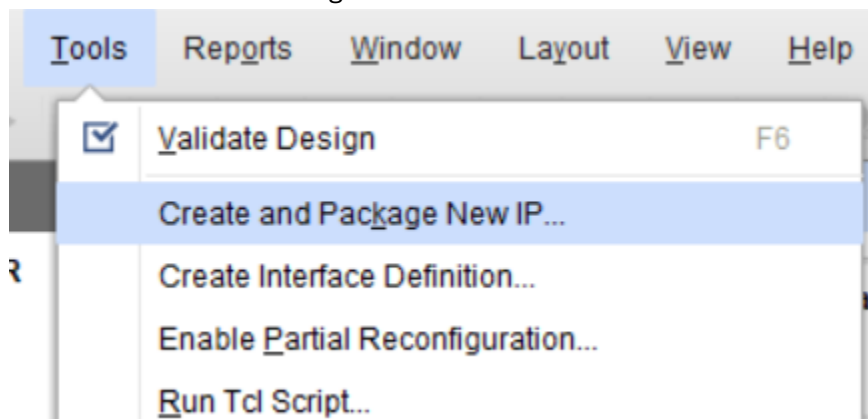 Tools Reports Window Layout View Help
Validate Design F6
Create and Package New IP...
Create Interface Definition...
Enable Partial Reconfiguration...
Run Tcl Script...
R